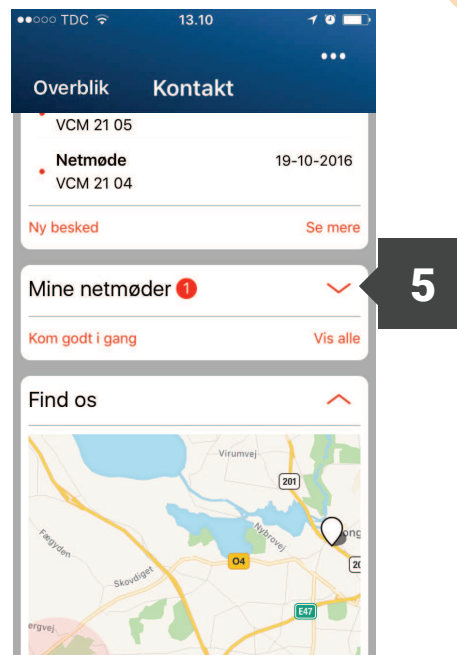 ●●○○○ TDC 13.10
•••
Overblik Kontakt
VCM 21 05
Netmøde 19-10-2016
VCM 21 04
Ny besked Se mere
Mine netmøder 1
5
Kom godt i gang Vis alle
Find os
Virumvej
201
Fægyden
Nybrovej
ong
O4
20
Skovdiget
E47
ergvej